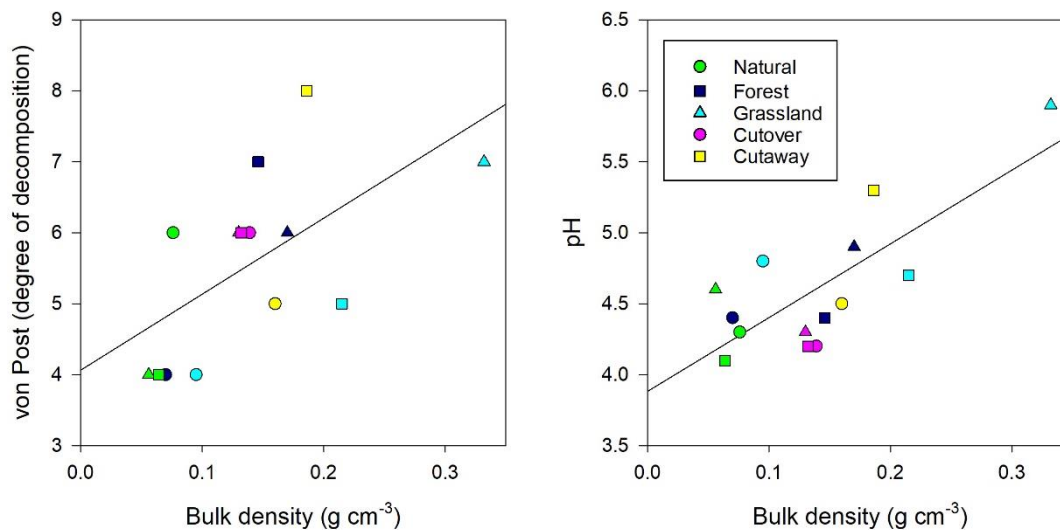 von Post (degree of decomposition)
9
8
7
6
5
4
3
0.0
0.1
0.2
0.3
Bulk density (g cm-3)
pH
6.5
6.0
5.5
5.0
4.5
4.0
3.5
Natural
Forest
Grassland
Cutover
Cutaway
0.0
0.1
0.2
0.3
Bulk density (g cm-3)